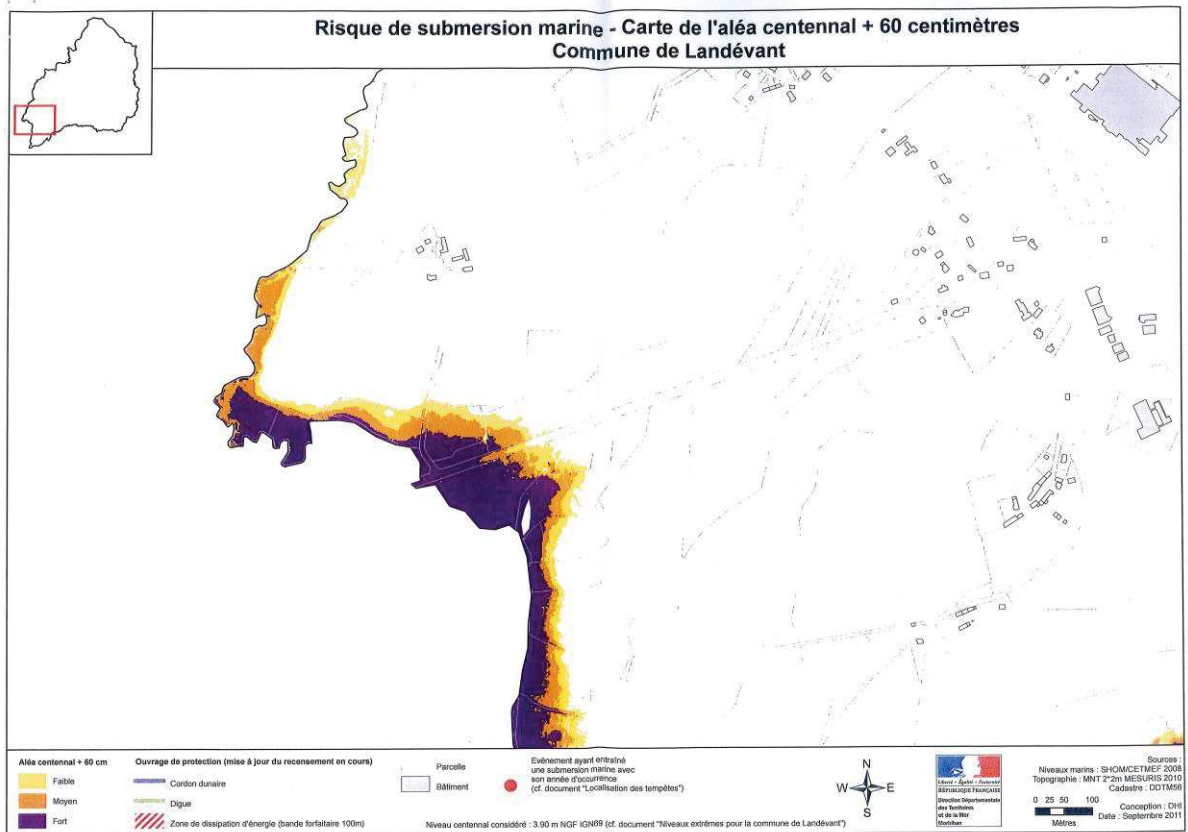 Risque de submersion marine - Carte de l'aléa centennal + 60 centimètres
Commune de Landévant
Aléa centennal + 60 cm
Faible
Moyen
Fort
Ouvrage de protection (mise à jour du recensement en cours)
Cordon dunaire
Digue
Zone de dissipation d'énergie (bande forfaitaire 100m)
Parcelle
Bâtiment
Evénement ayant entraîné
une submersion marine avec
son année d'occurrence
(cf. document "Localisation des tempêtes")
Niveau centennal considéré : 3.90 m NGF IGN69 (cf. document "Niveaux extrêmes pour la commune de Landévant")
N
W E
S
Liberté • Égalité • Fraternité
RÉPUBLIQUE FRANÇAISE
Direction Départementale
des Territoires
et de la Mer
Morbihan
Sources :
Niveaux marins : SHOM/CETMEF 2008
Topographie : MNT 2*2m MESURIS 2010
Cadastre : DDTM56
0 25 50 100
Mètres
Conception : DHI
Date : Septembre 2011